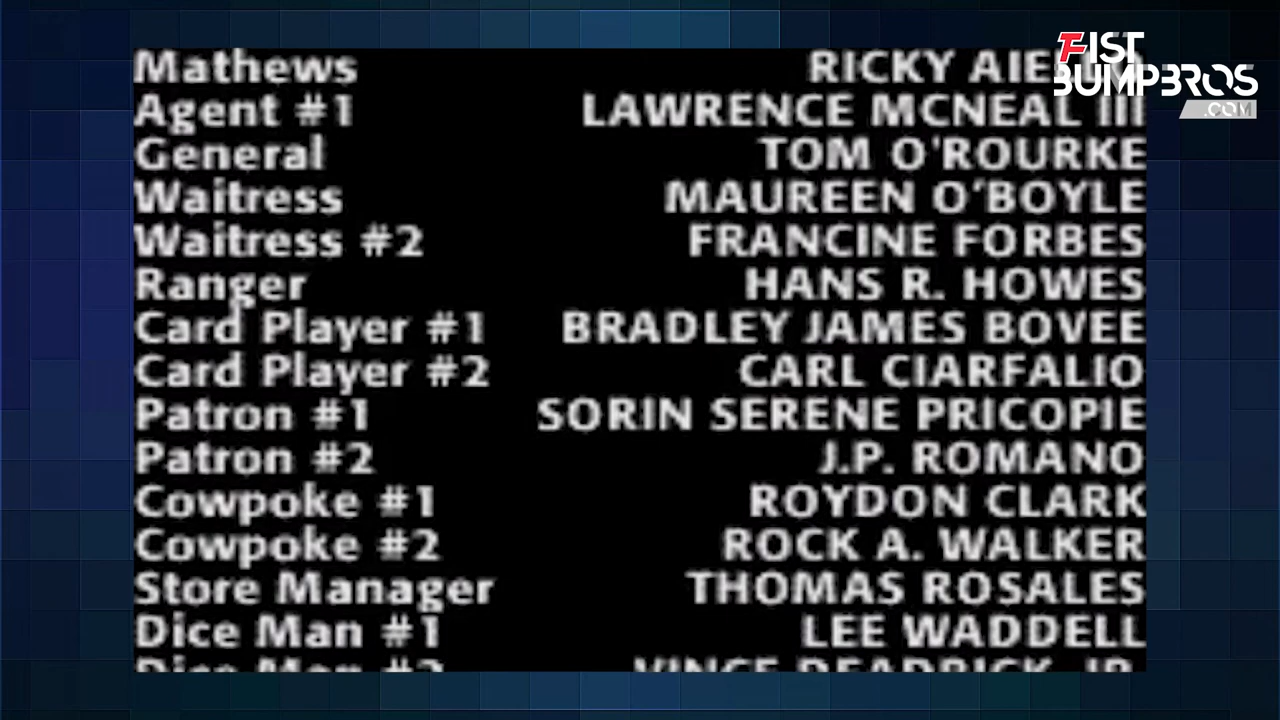 FIST
BUMPBROS
.COM
Mathews RICKY
Agent #1 LAWRENCE MCNEAL III
General TOM O'ROURKE
Waitress MAUREEN O'BOYLE
Waitress #2 FRANCINE FORBES
Ranger HANS R. HOWES
Card Player #1 BRADLEY JAMES BOVEE
Card Player #2 CARL CIARFALIO
Patron #1 SORIN SERENE PRICOPIE
Patron #2 J.P. ROMANO
Cowpoke #1 ROYDON CLARK
Cowpoke #2 ROCK A. WALKER
Store Manager THOMAS ROSALES
Dice Man #1 LEE WADDELL